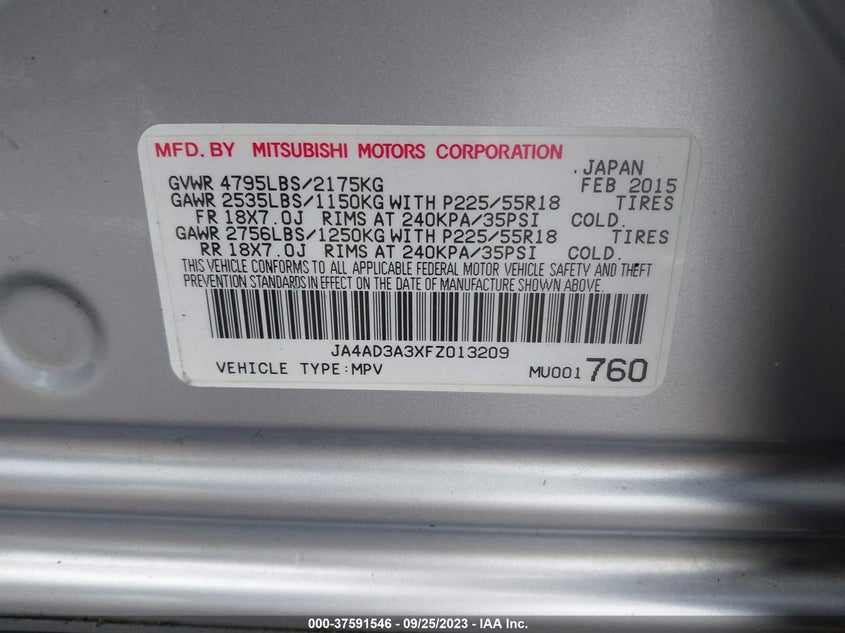 MFD. BY MITSUBISHI MOTORS CORPORATION
JAPAN
GVWR 4795LBS/2175KG FEB 2015
GAWR 2535LBS/1150KG WITH P225/55R18 TIRES
FR 18X7.0J RIMS AT 240KPA/35PSI COLD.
GAWR 2756LBS/1250KG WITH P225/55R18 TIRES
RR 18X7.0J RIMS AT 240KPA/35PSI COLD.
THIS VEHICLE CONFORMS TO ALL APPLICABLE FEDERAL MOTOR VEHICLE SAFETY AND THEFT
PREVENTION STANDARDS IN EFFECT ON THE DATE OF MANUFACTURE SHOWN ABOVE.
JA4AD3A3XFZ013209
VEHICLE TYPE:MPV MU001 760
000-37591546 - 09/25/2023 - IAA Inc.